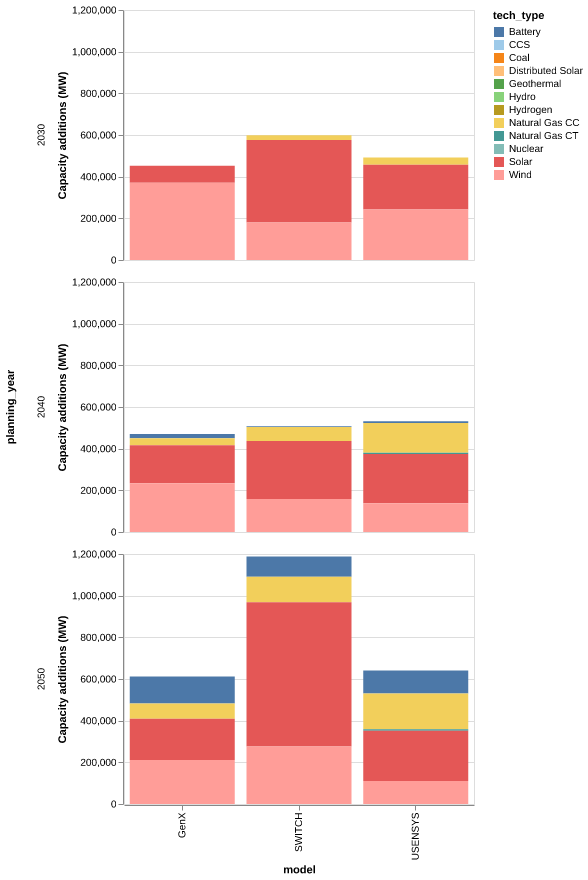 tech_type
Battery
CCS
Coal
Distributed Solar
Geothermal
Hydro
Hydrogen
Natural Gas CC
Natural Gas CT
Nuclear
Solar
Wind
planning_year
2030
Capacity additions (MW)
1,200,000
1,000,000
800,000
600,000
400,000
200,000
0
2040
Capacity additions (MW)
1,200,000
1,000,000
800,000
600,000
400,000
200,000
0
2050
Capacity additions (MW)
1,200,000
1,000,000
800,000
600,000
400,000
200,000
0
GenX
SWITCH
USENSYS
model